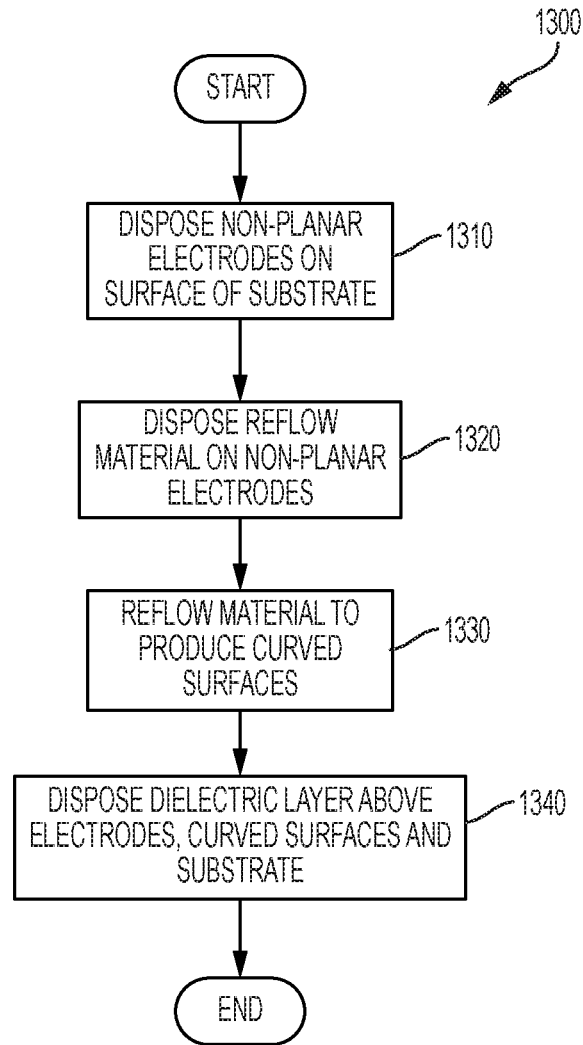 1300
START
DISPOSE NON-PLANAR
ELECTRODES ON
SURFACE OF SUBSTRATE
1310
DISPOSE REFLOW
MATERIAL ON NON-PLANAR
ELECTRODES
1320
REFLOW MATERIAL TO
PRODUCE CURVED
SURFACES
1330
DISPOSE DIELECTRIC LAYER ABOVE
ELECTRODES, CURVED SURFACES AND
SUBSTRATE
1340
END